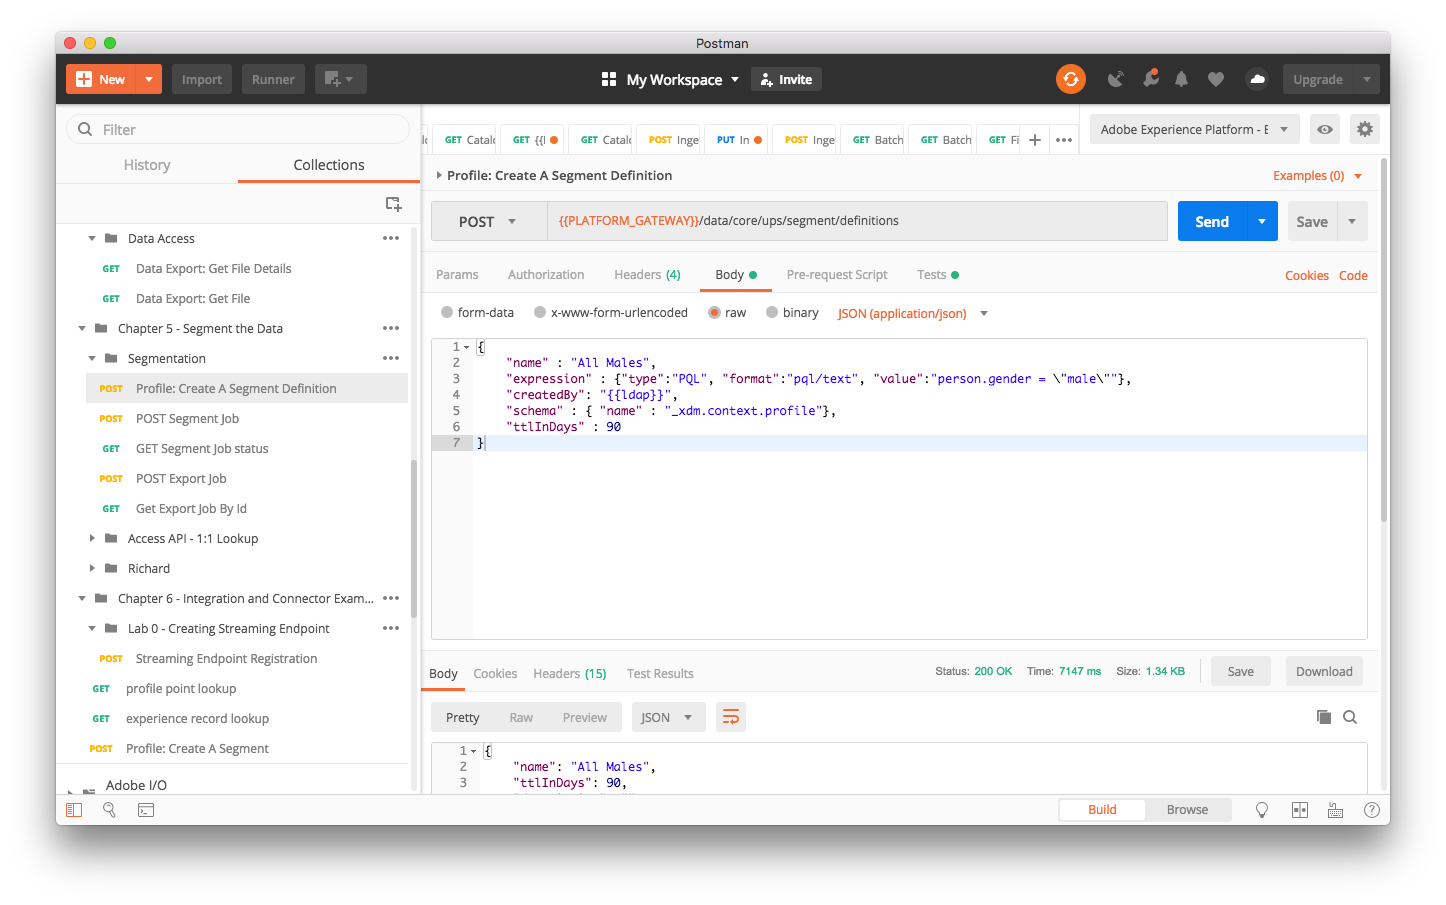 Postman
New
Import
Runner
My Workspace
Invite
Upgrade
Filter
History
Collections
Data Access
GET Data Export: Get File Details
GET Data Export: Get File
Chapter 5 - Segment the Data
Segmentation
POST Profile: Create A Segment Definition
POST POST Segment Job
GET GET Segment Job status
POST POST Export Job
GET Get Export Job By Id
Access API - 1:1 Lookup
Richard
Chapter 6 - Integration and Connector Exam...
Lab 0 - Creating Streaming Endpoint
POST Streaming Endpoint Registration
GET profile point lookup
GET experience record lookup
POST Profile: Create A Segment
Adobe I/O
GET Catalo
GET {{I
GET Catalo
POST Inge
PUT In
POST Inge
GET Batch
GET Batch
GET Fi
Adobe Experience Platform - E
Profile: Create A Segment Definition
Examples (0)
POST
{{PLATFORM_GATEWAY}}/data/core/ups/segment/definitions
Send
Save
Params
Authorization
Headers (4)
Body
Pre-request Script
Tests
Cookies
Code
form-data
x-www-form-urlencoded
raw
binary
JSON (application/json)
1 {
2 "name" : "All Males",
3 "expression" : {"type":"PQL", "format":"pql/text", "value":"person.gender = \"male\""},
4 "createdBy": "{{ldap}}",
5 "schema" : { "name" : "_xdm.context.profile"},
6 "ttlInDays" : 90
7 }
Body
Cookies
Headers (15)
Test Results
Status: 200 OK
Time: 7147 ms
Size: 1.34 KB
Save
Download
Pretty
Raw
Preview
JSON
1 {
2 "name": "All Males",
3 "ttlInDays": 90,
Build
Browse